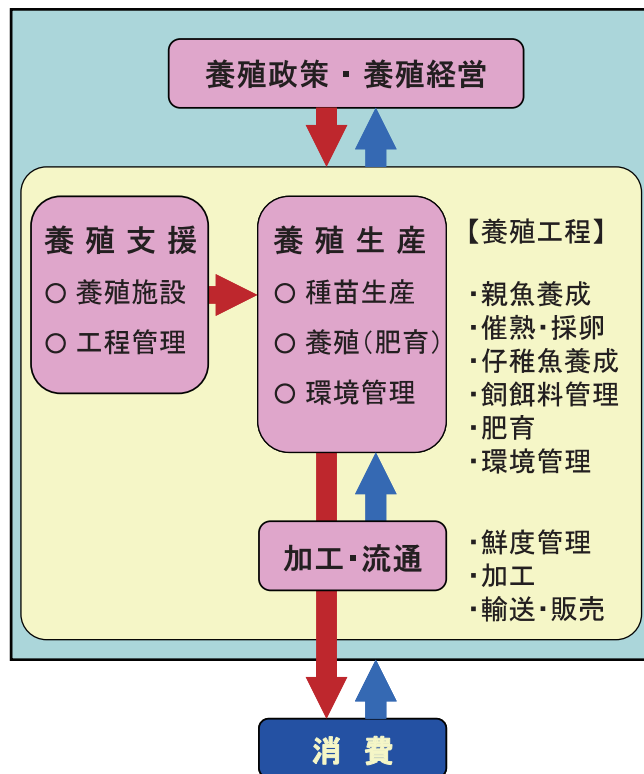 養殖政策・養殖経営
養殖支援
○ 養殖施設
○ 工程管理
養殖生産
○ 種苗生産
○ 養殖(肥育)
○ 環境管理
【養殖工程】
・親魚養成
・催熟・採卵
・仔稚魚養成
・飼餌料管理
・肥育
・環境管理
加工・流通
・鮮度管理
・加工
・輸送・販売
消費